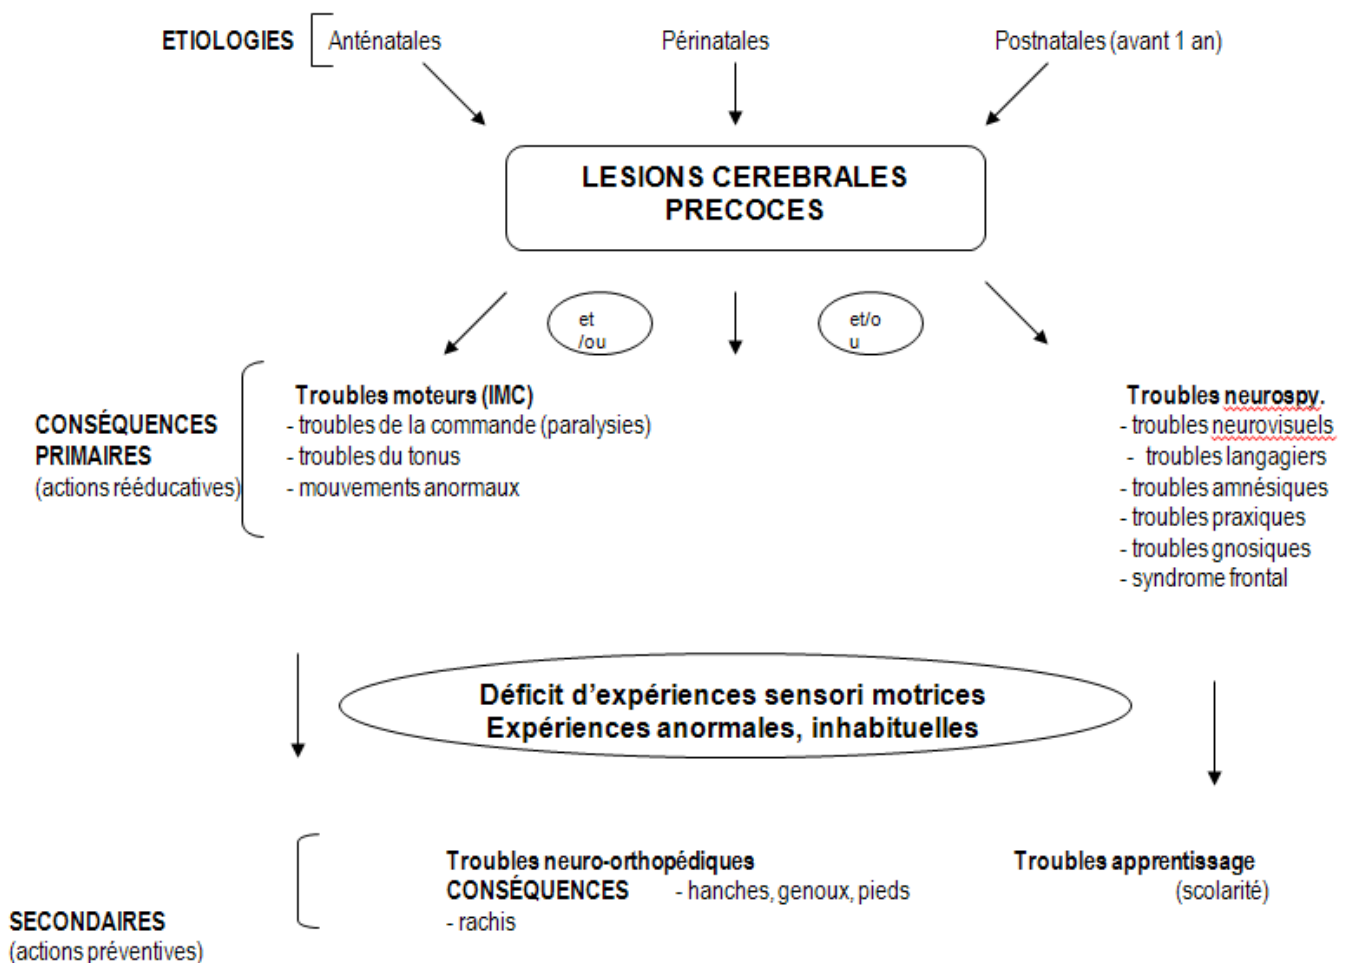 ETIOLOGIES Anténatales Périnatales Postnatales (avant 1 an)
LESIONS CEREBRALES
PRECOCES
et
/ou
et/o
u
Troubles moteurs (IMC)
- troubles de la commande (paralysies)
- troubles du tonus
- mouvements anormaux
CONSÉQUENCES
PRIMAIRES
(actions rééducatives)
Troubles neurospy.
- troubles neurovisuels
- troubles langagiers
- troubles amnésiques
- troubles praxiques
- troubles gnosiques
- syndrome frontal
Déficit d’expériences sensori motrices
Expériences anormales, inhabituelles
Troubles neuro-orthopédiques
CONSÉQUENCES - hanches, genoux, pieds
- rachis
Troubles apprentissage
(scolarité)
SECONDAIRES
(actions préventives)